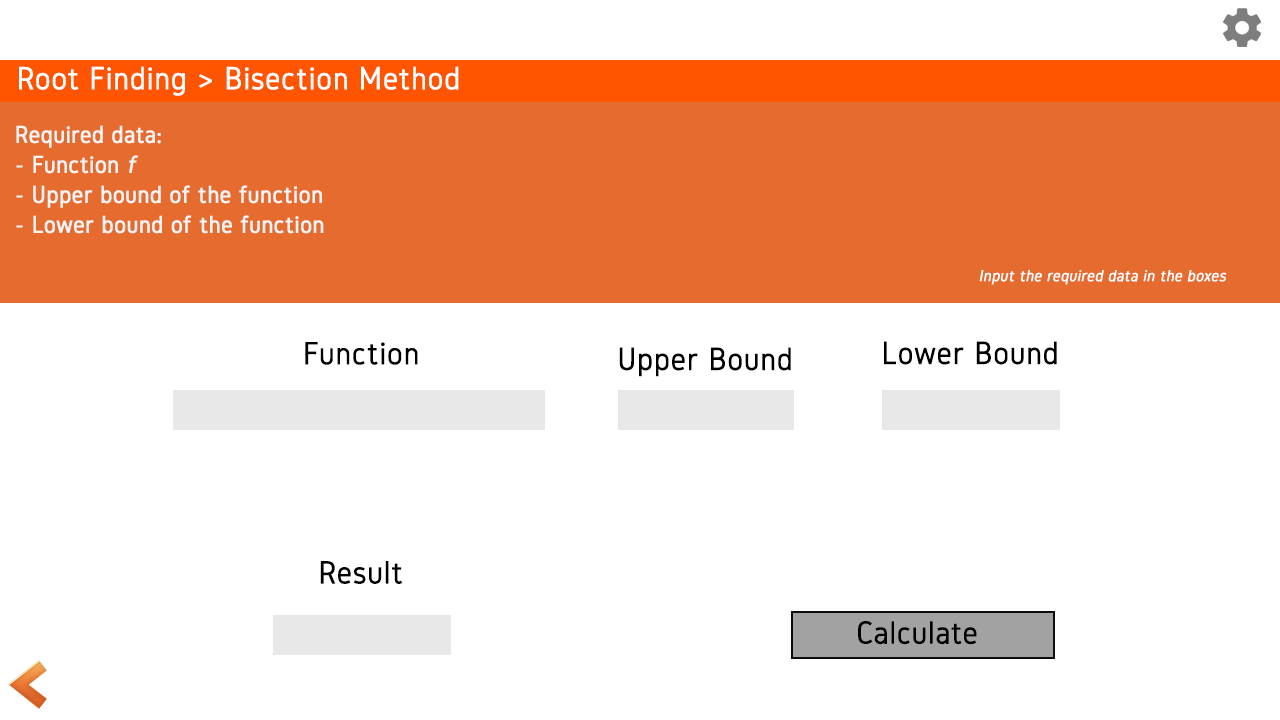 Root Finding > Bisection Method
Required data:
- Function f
- Upper bound of the function
- Lower bound of the function
Input the required data in the boxes
Function
Upper Bound
Lower Bound
Result
Calculate